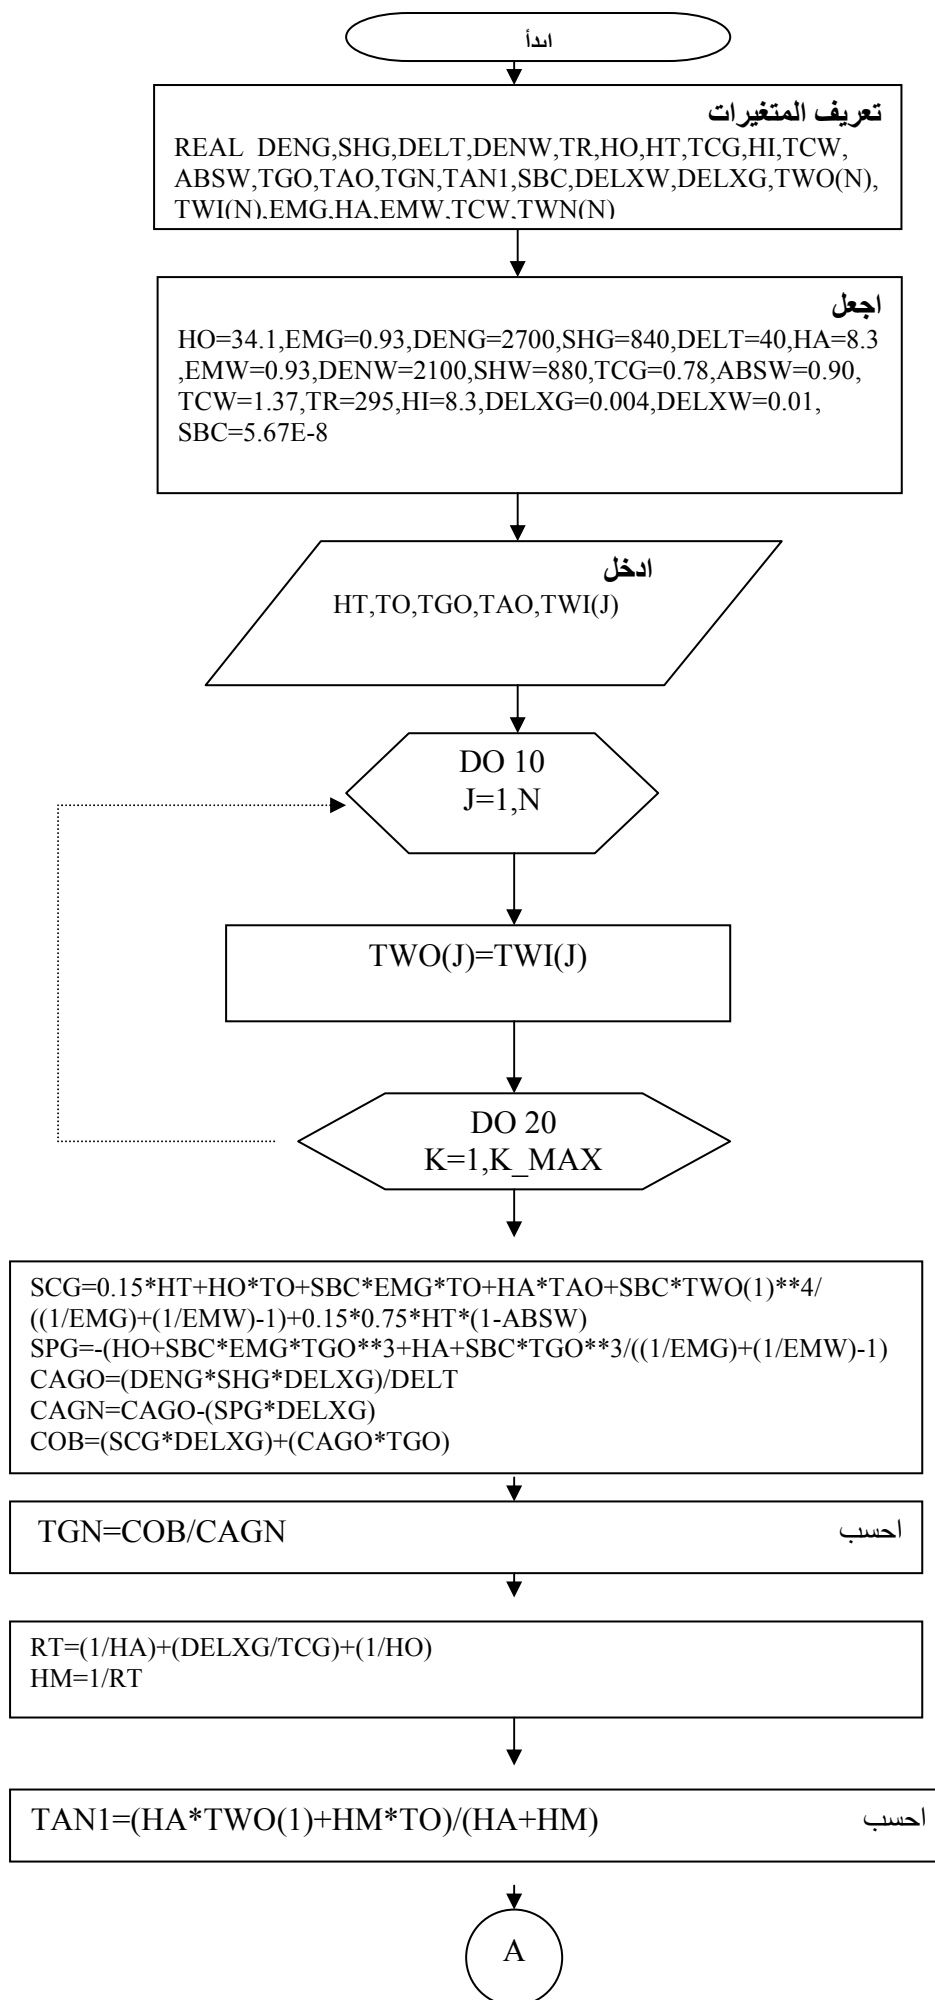 ابدأ
تعريف المتغيرات
REAL DENG,SHG,DELT,DENW,TR,HO,HT,TCG,HI,TCW,
ABSW,TGO,TAO,TGN,TAN1,SBC,DELXW,DELXG,TWO(N),
TWI(N),EMG,HA,EMW,TCW,TWN(N)
اجعل
HO=34.1,EMG=0.93,DENG=2700,SHG=840,DELT=40,HA=8.3
,EMW=0.93,DENW=2100,SHW=880,TCG=0.78,ABSW=0.90,
TCW=1.37,TR=295,HI=8.3,DELXG=0.004,DELXW=0.01,
SBC=5.67E-8
ادخل
HT,TO,TGO,TAO,TWI(J)
DO 10
J=1,N
TWO(J)=TWI(J)
DO 20
K=1,K_MAX
SCG=0.15*HT+HO*TO+SBC*EMG*TO+HA*TAO+SBC*TWO(1)**4/
((1/EMG)+(1/EMW)-1)+0.15*0.75*HT*(1-ABSW)
SPG=-(HO+SBC*EMG*TGO**3+HA+SBC*TGO**3/((1/EMG)+(1/EMW)-1)
CAGO=(DENG*SHG*DELXG)/DELT
CAGN=CAGO-(SPG*DELXG)
COB=(SCG*DELXG)+(CAGO*TGO)
TGN=COB/CAGN احسب
RT=(1/HA)+(DELXG/TCG)+(1/HO)
HM=1/RT
TAN1=(HA*TWO(1)+HM*TO)/(HA+HM) احسب
A